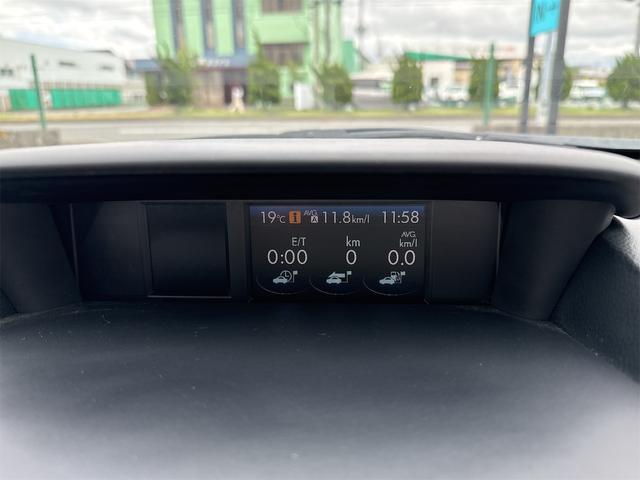 19℃ i AVG. A 11.8km/l 11:58
E/T km AVG. km/l
0:00 0 0.0